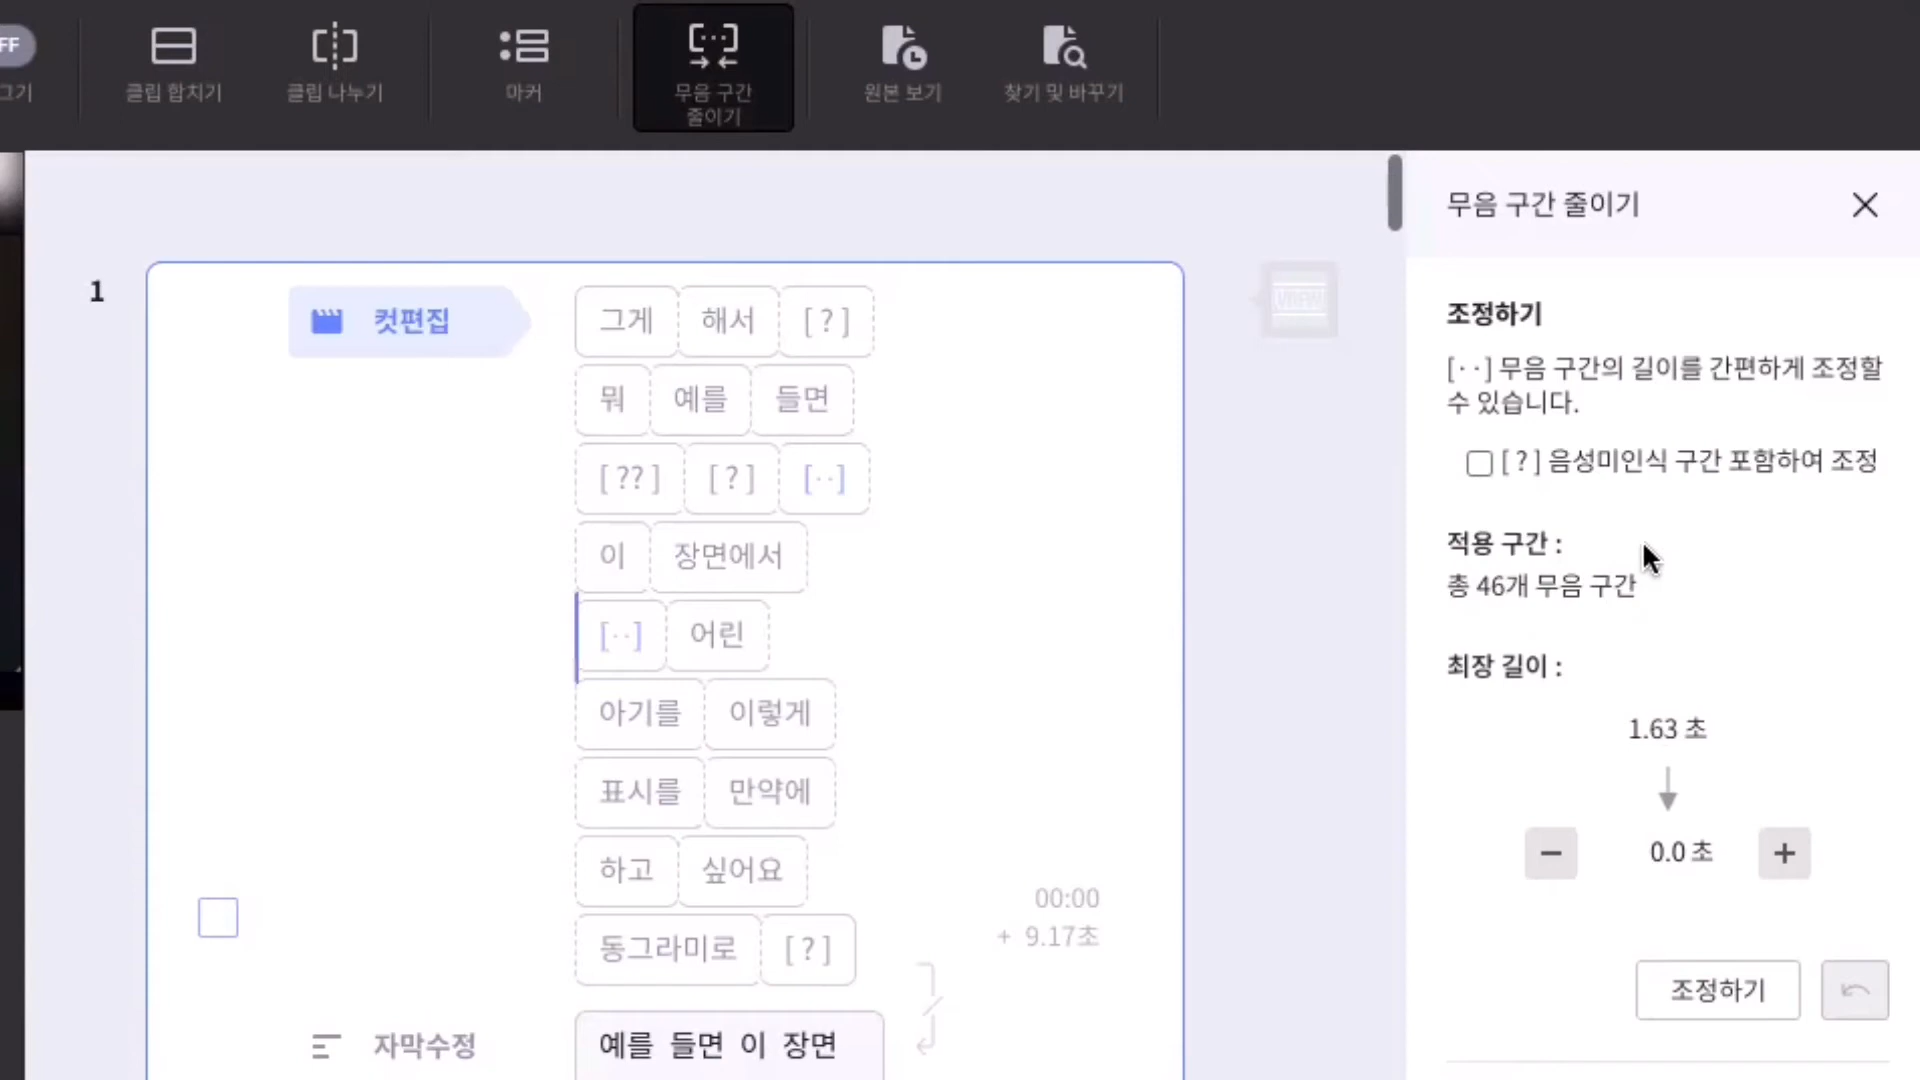 FF
그기
클립 합치기
클립 나누기
마커
무음 구간
줄이기
원본 보기
찾기 및 바꾸기
1
컷편집
그게 해서 [ ? ]
뭐 예를 들면
[ ?? ] [ ? ] [··]
이 장면에서
[··] 어린
아기를 이렇게
표시를 만약에
하고 싶어요
동그라미로 [ ? ]
00:00
+ 9.17초
자막수정
예를 들면 이 장면
무음 구간 줄이기
조정하기
[··] 무음 구간의 길이를 간편하게 조정할
수 있습니다.
[ ? ] 음성미인식 구간 포함하여 조정
적용 구간 :
총 46개 무음 구간
최장 길이 :
1.63 초
− 0.0 초 +
조정하기